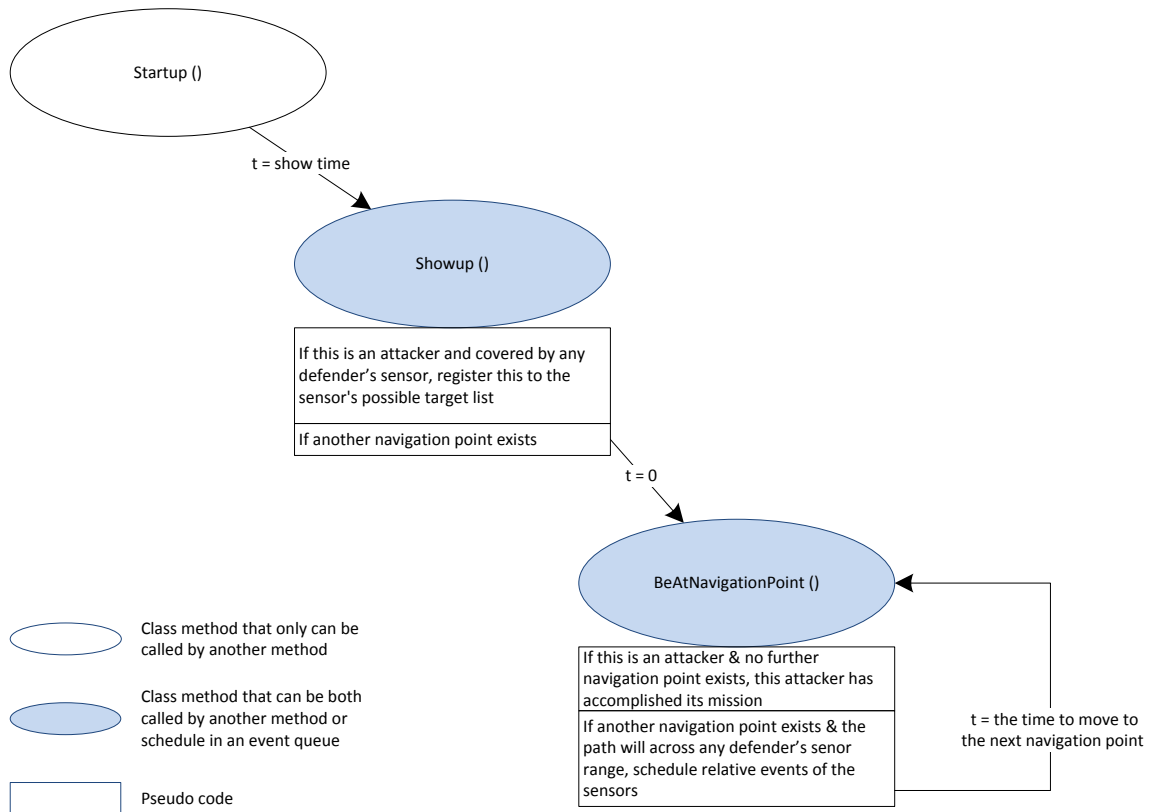 Startup ()
t = show time
Showup ()
If this is an attacker and covered by any
defender's sensor, register this to the
sensor's possible target list
If another navigation point exists
t = 0
BeAtNavigationPoint ()
If this is an attacker & no further
navigation point exists, this attacker has
accomplished its mission
If another navigation point exists & the
path will across any defender's senor
range, schedule relative events of the
sensors
t = the time to move to
the next navigation point
Class method that only can be
called by another method
Class method that can be both
called by another method or
schedule in an event queue
Pseudo code